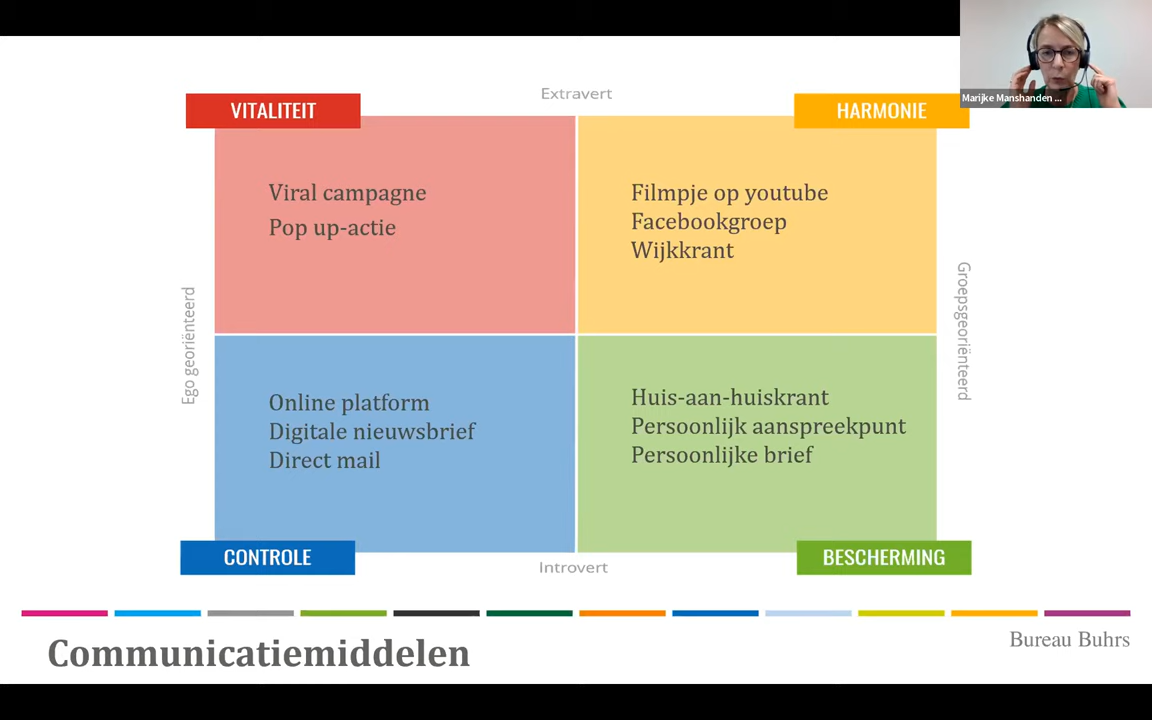 Marijke Manshanden ...
Extravert
VITALITEIT
HARMONIE
Viral campagne
Pop up-actie
Filmpje op youtube
Facebookgroep
Wijkkrant
Ego georiënteerd
Groepsgeoriënteerd
Online platform
Digitale nieuwsbrief
Direct mail
Huis-aan-huiskrant
Persoonlijk aanspreekpunt
Persoonlijke brief
CONTROLE
BESCHERMING
Introvert
Communicatiemiddelen
Bureau Buhrs